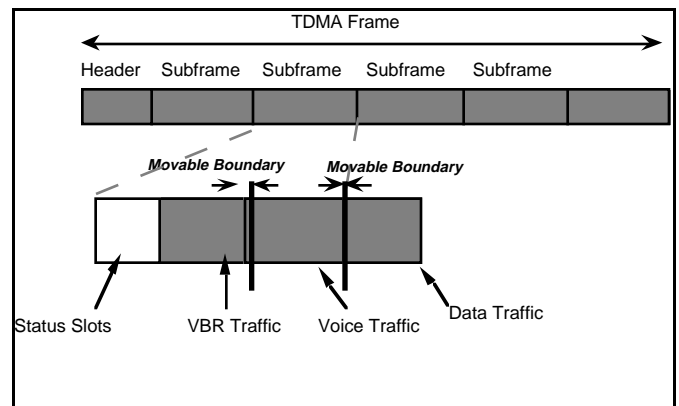 TDMA Frame
Header Subframe Subframe Subframe Subframe
Movable Boundary Movable Boundary
Status Slots VBR Traffic Voice Traffic Data Traffic